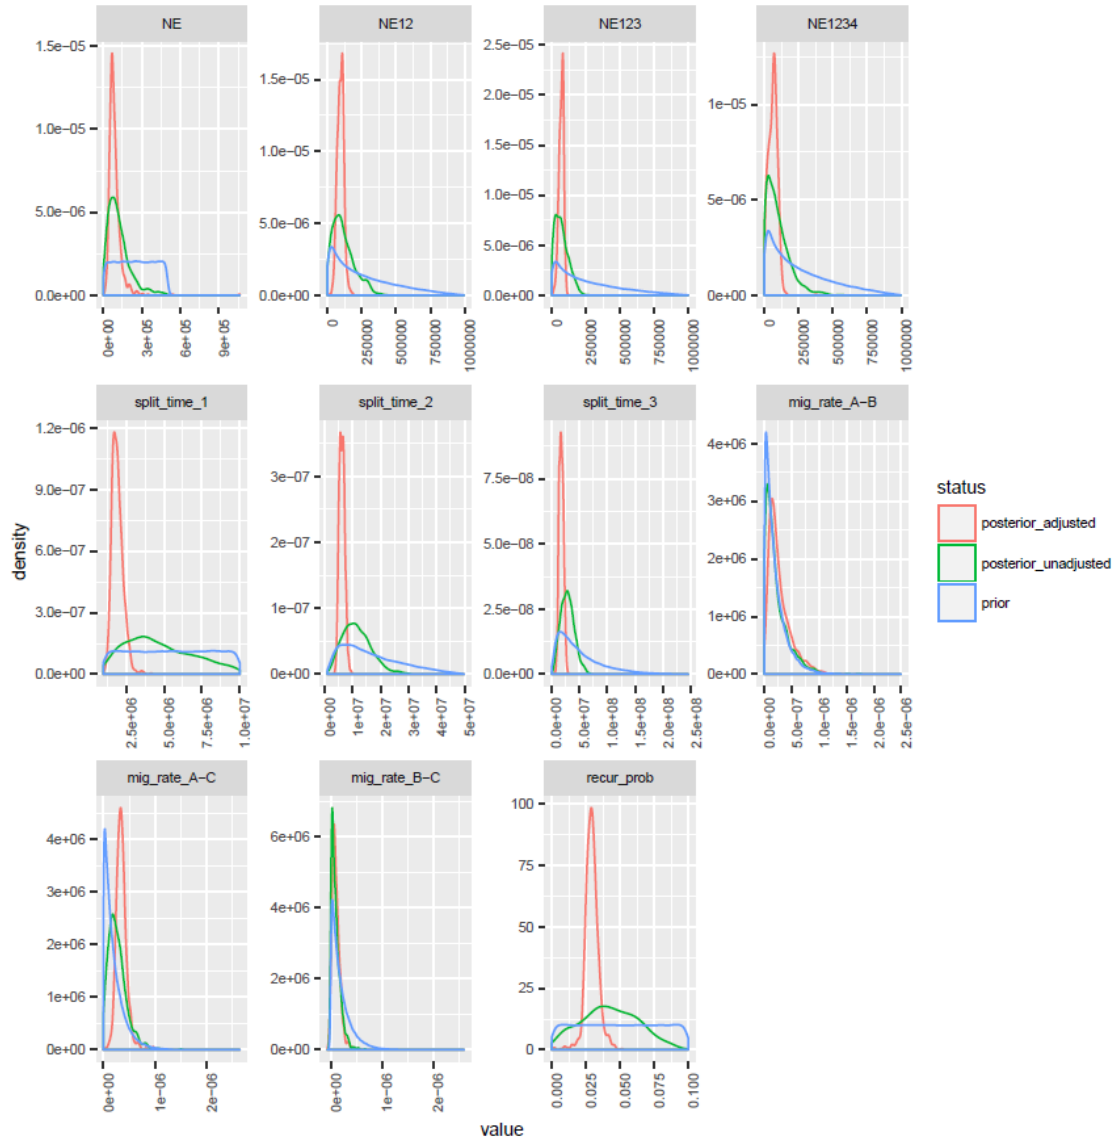 NE NE12 NE123 NE1234
1.5e−05 1.0e−05 5.0e−06 0.0e+00
1.5e−05 1.0e−05 5.0e−06 0.0e+00
2.5e−05 2.0e−05 1.5e−05 1.0e−05 5.0e−06 0.0e+00
1e−05 5e−06 0e+00
0e+00 3e+05 6e+05 9e+05
0 250000 500000 750000 1000000
0 250000 500000 750000 1000000
0 250000 500000 750000 1000000
split_time_1 split_time_2 split_time_3 mig_rate_A−B
1.2e−06 9.0e−07 6.0e−07 3.0e−07 0.0e+00
3e−07 2e−07 1e−07 0e+00
7.5e−08 5.0e−08 2.5e−08 0.0e+00
4e+06 3e+06 2e+06 1e+06 0e+00
2.5e+06 5.0e+06 7.5e+06 1.0e+07
0e+00 1e+07 2e+07 3e+07 4e+07 5e+07
0.0e+00 5.0e+07 1.0e+08 1.5e+08 2.0e+08 2.5e+08
0.0e+00 5.0e−07 1.0e−06 1.5e−06 2.0e−06 2.5e−06
density
status
posterior_adjusted
posterior_unadjusted
prior
mig_rate_A−C mig_rate_B−C recur_prob
4e+06 3e+06 2e+06 1e+06 0e+00
6e+06 4e+06 2e+06 0e+00
100 75 50 25 0
0e+00 1e−06 2e−06
0e+00 1e−06 2e−06
0.000 0.025 0.050 0.075 0.100
value